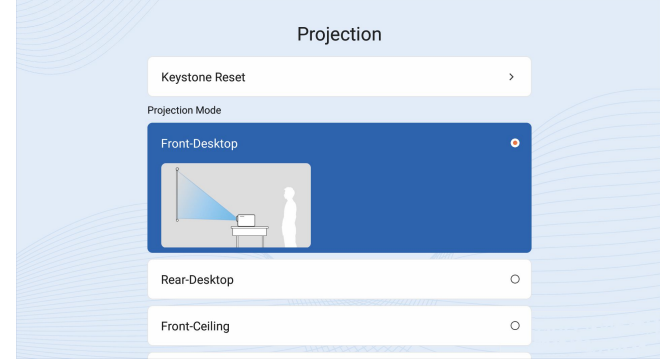 Projection
Keystone Reset
Projection Mode
Front-Desktop
Rear-Desktop
Front-Ceiling